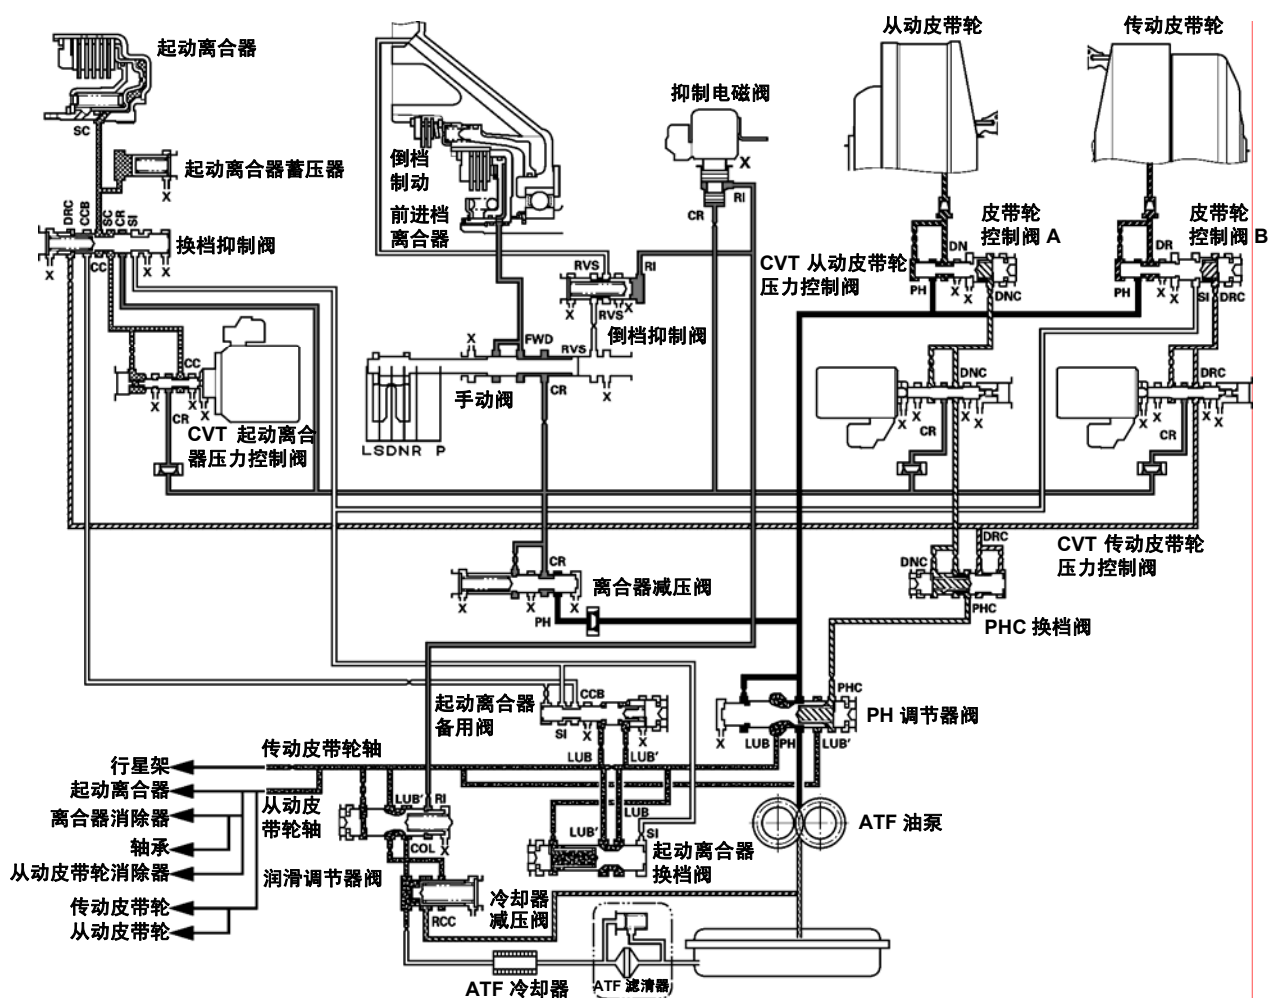 从动皮带轮
传动皮带轮
起动离合器
SC
抑制电磁阀
X
RI
CR
起动离合器蓄压器
X
倒档
制动
前进档
离合器
DRC
CCB
SC
CR
SI
换档抑制阀
CC
X
X
X
皮带轮
控制阀 A
皮带轮
控制阀 B
DN
DR
CVT 从动皮带轮
压力控制阀
PH
X
X
DNC
PH
X
X
SI
DRC
RVS
RI
X
RVS
X
倒档抑制阀
X
FWD
RVS
CR
X
手动阀
L S D N R P
CC
X
CR
X
X
CVT 起动离合
器压力控制阀
DNC
X
X
CR
X
X
DRC
X
X
CR
X
X
CVT 传动皮带轮
压力控制阀
DRC
DNC
PHC
PHC 换档阀
CR
离合器减压阀
X
X
X
PH
起动离合器
备用阀
CCB
SI
X
X
LUB
LUB'
PHC
PH 调节器阀
X
LUB
PH
LUB'
传动皮带轮轴
行星架
起动离合器
离合器消除器
轴承
从动皮带轮消除器
传动皮带轮
从动皮带轮
从动皮
带轮轴
LUB'
RI
COL
X
润滑调节器阀
LUB
LUB'
SI
起动离合器
换档阀
ATF 油泵
冷却器
减压阀
RCC
ATF 冷却器
ATF 滤清器